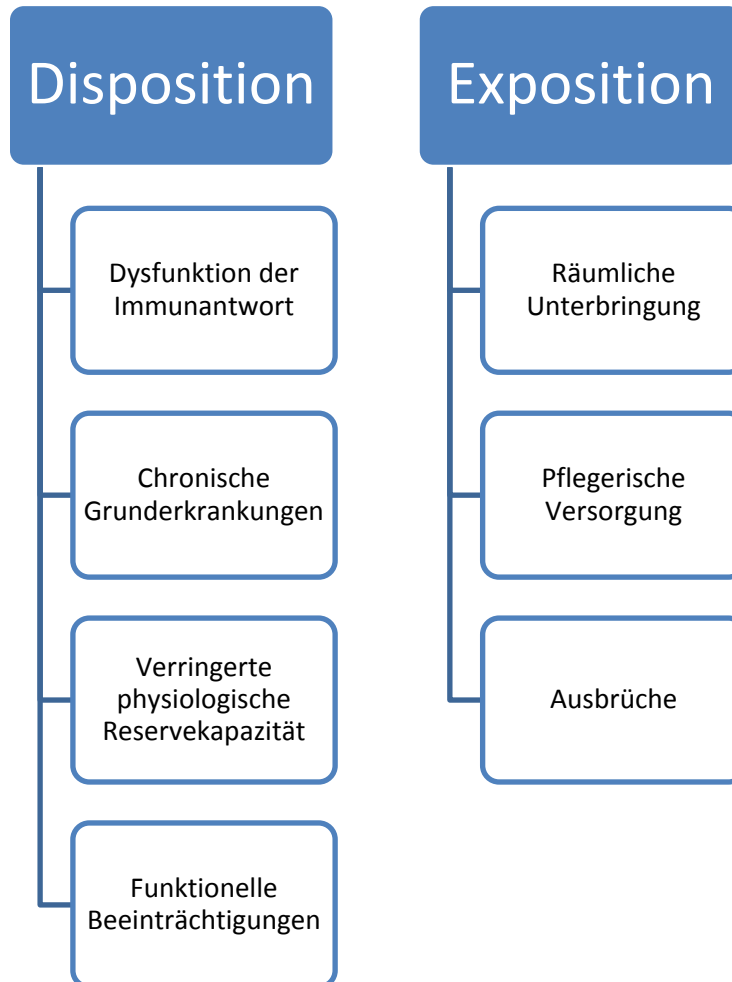 Disposition
Dysfunktion der
Immunantwort
Chronische
Grunderkrankungen
Verringerte
physiologische
Reservekapazität
Funktionelle
Beeinträchtigungen
Exposition
Räumliche
Unterbringung
Pflegerische
Versorgung
Ausbrüche